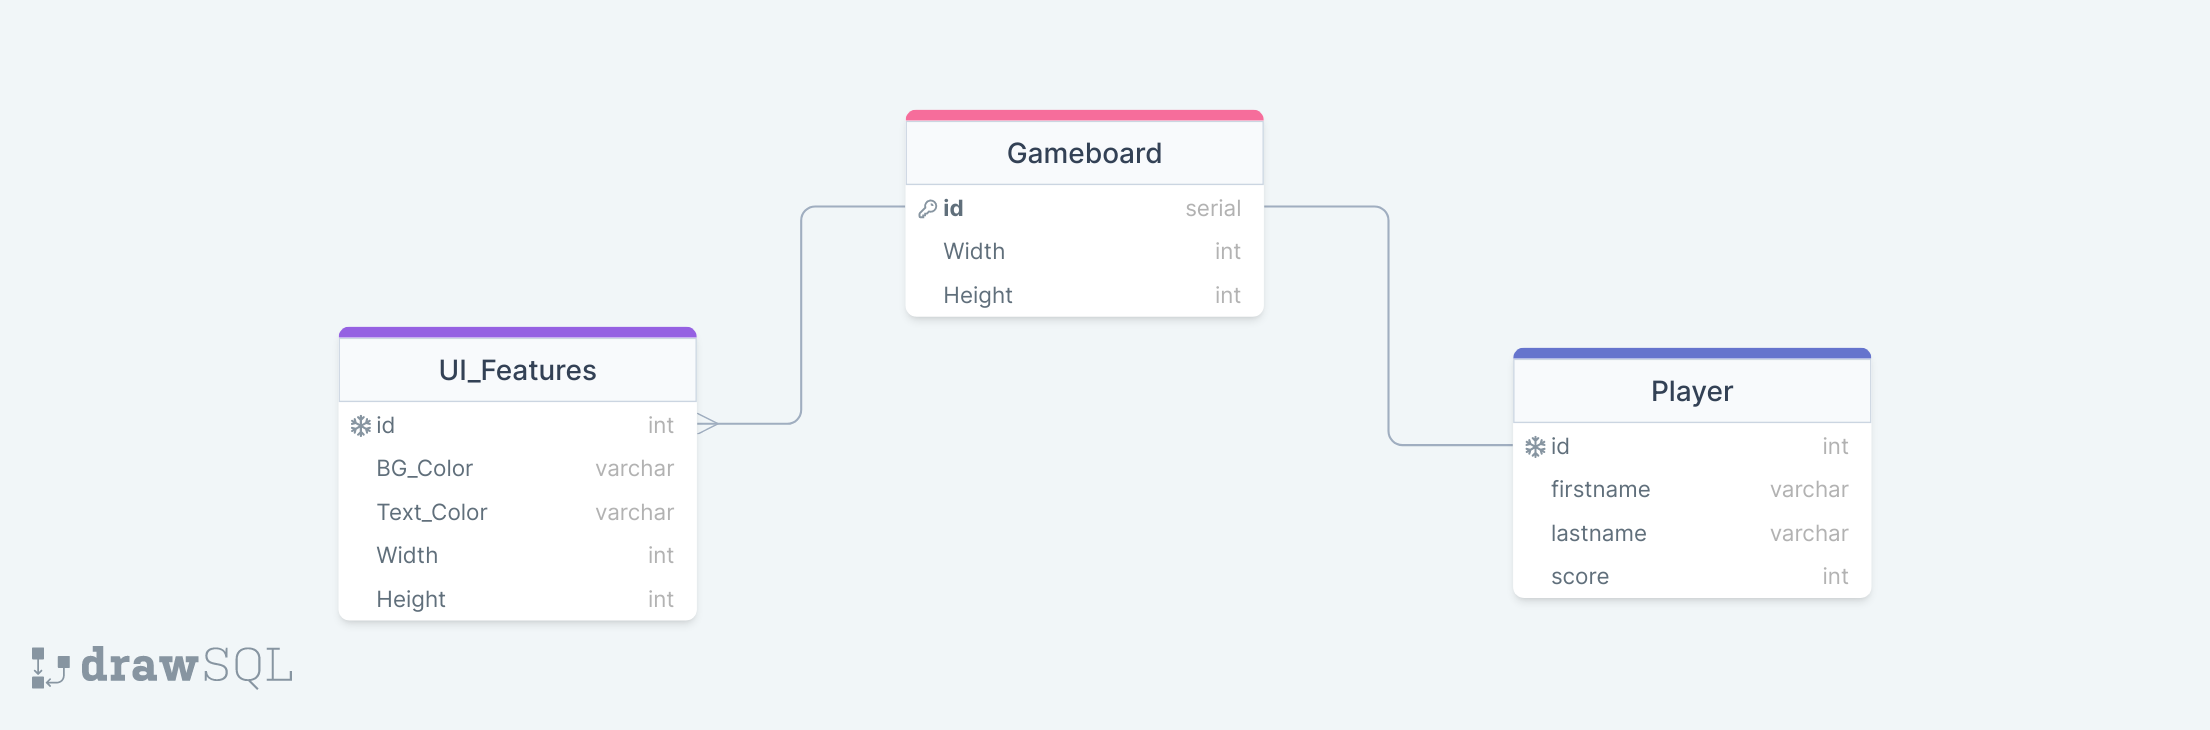 Gameboard
id serial
Width int
Height int
UI_Features
id int
BG_Color varchar
Text_Color varchar
Width int
Height int
Player
id int
firstname varchar
lastname varchar
score int
drawSQL